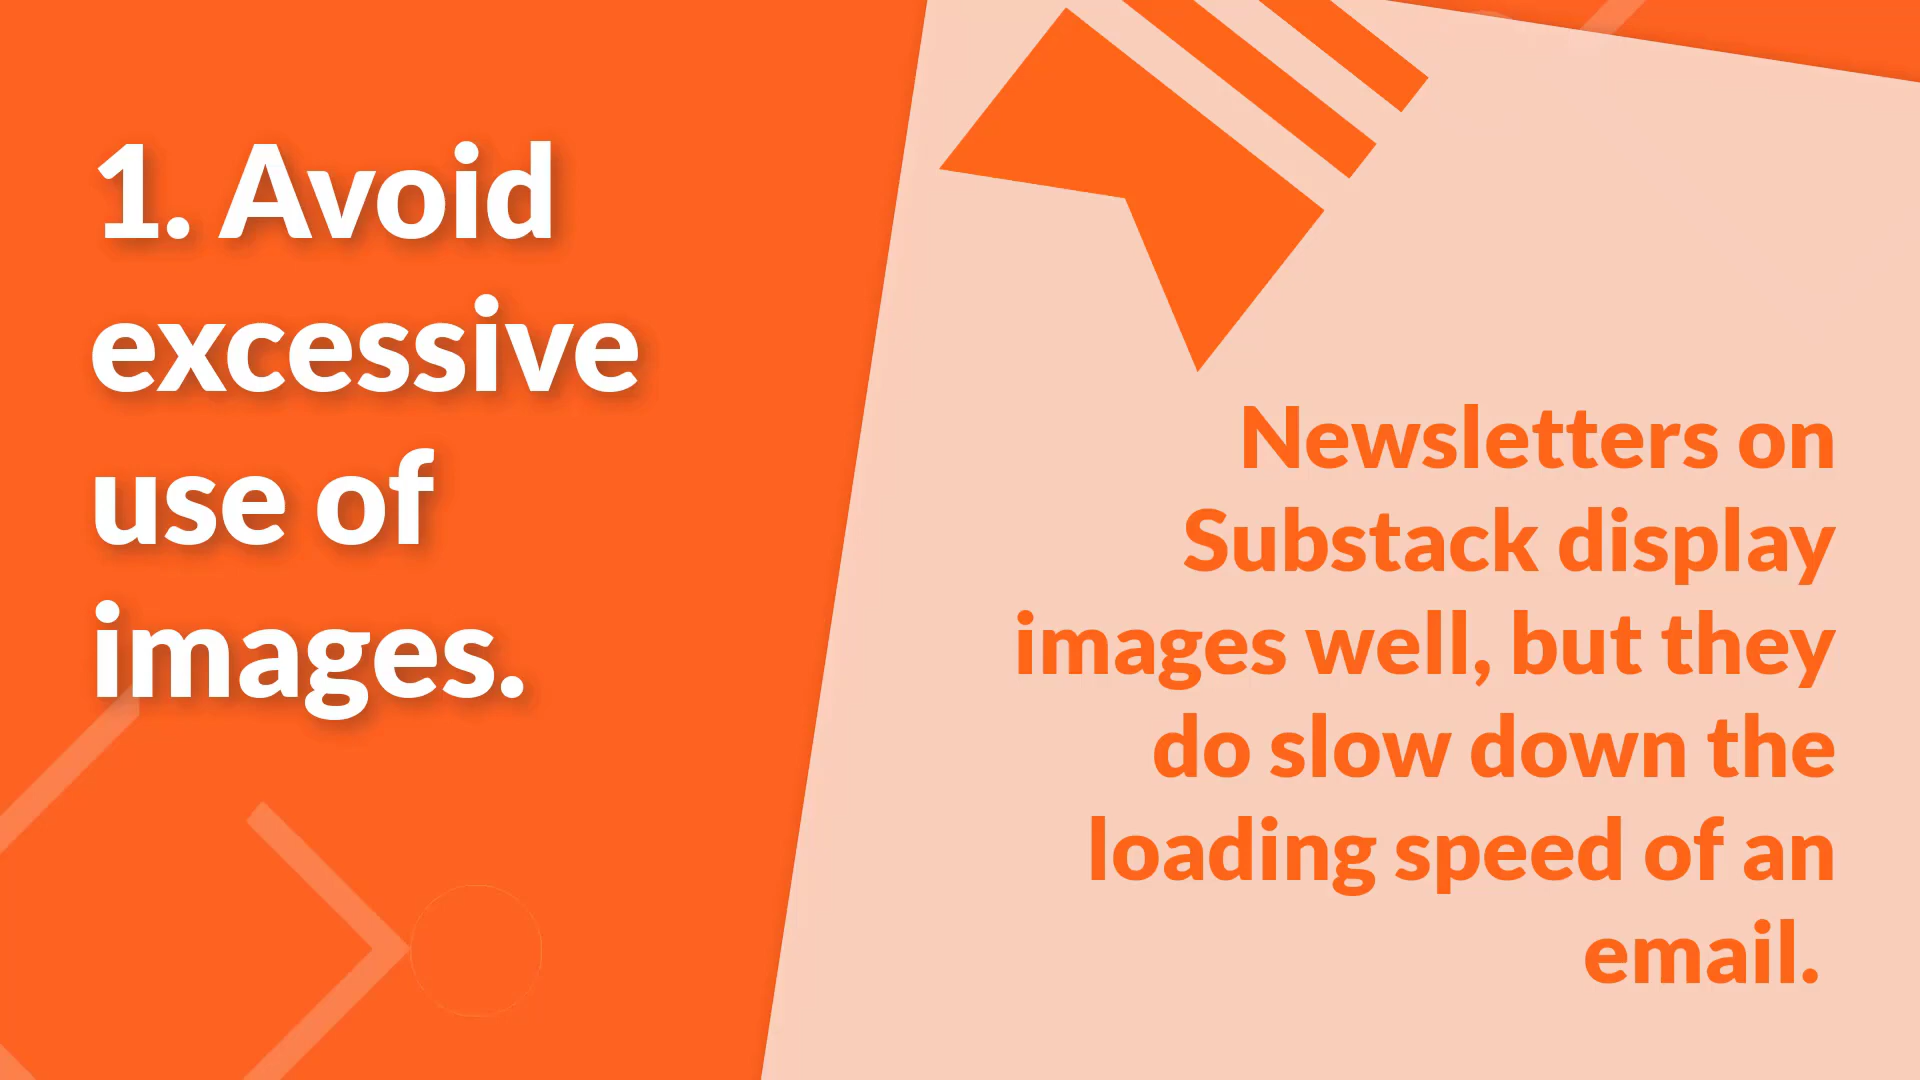 1. Avoid
excessive
use of
images.
Newsletters on
Substack display
images well, but they
do slow down the
loading speed of an
email.